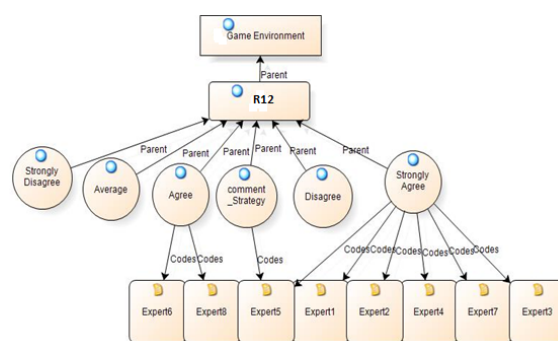 Game Environment
Parent
R12
Parent
Parent
Parent
Parent
Parent
Parent
Strongly
Disagree
Average
Agree
comment
_Strategy
Disagree
Strongly
Agree
Codes
Codes
Codes
Codes
Codes
Codes
Codes
Codes
Codes
Expert6
Expert8
Expert5
Expert1
Expert2
Expert4
Expert7
Expert3